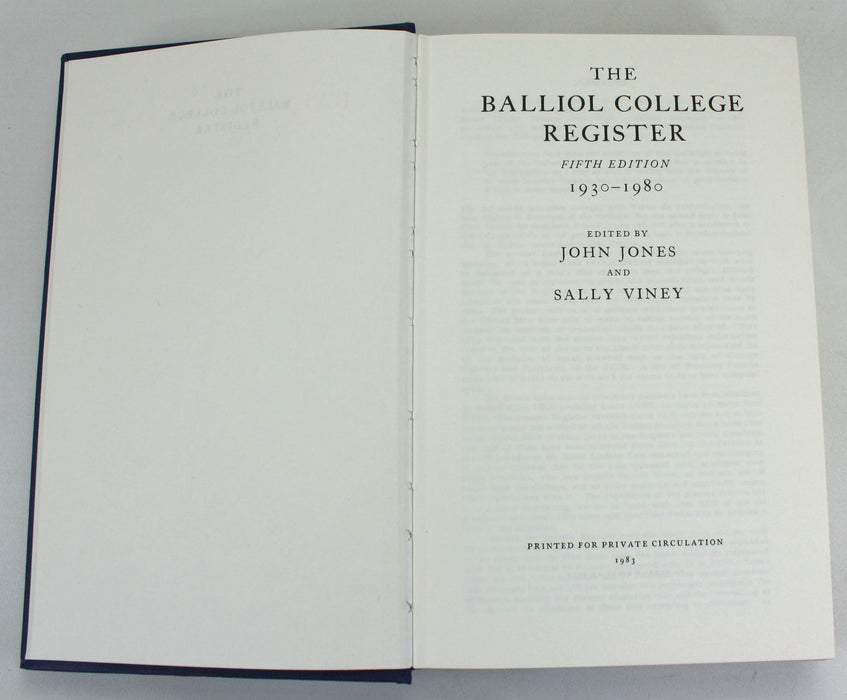 THE
BALLIOL COLLEGE
REGISTER
FIFTH EDITION
1930–1980
EDITED BY
JOHN JONES
AND
SALLY VINEY
PRINTED FOR PRIVATE CIRCULATION
1983